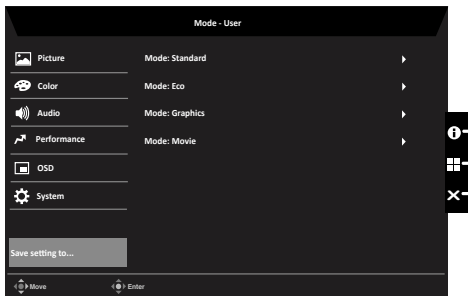 Mode - User
Picture
Mode: Standard
Color
Mode: Eco
Audio
Mode: Graphics
Performance
Mode: Movie
OSD
System
Save setting to...
Move
Enter